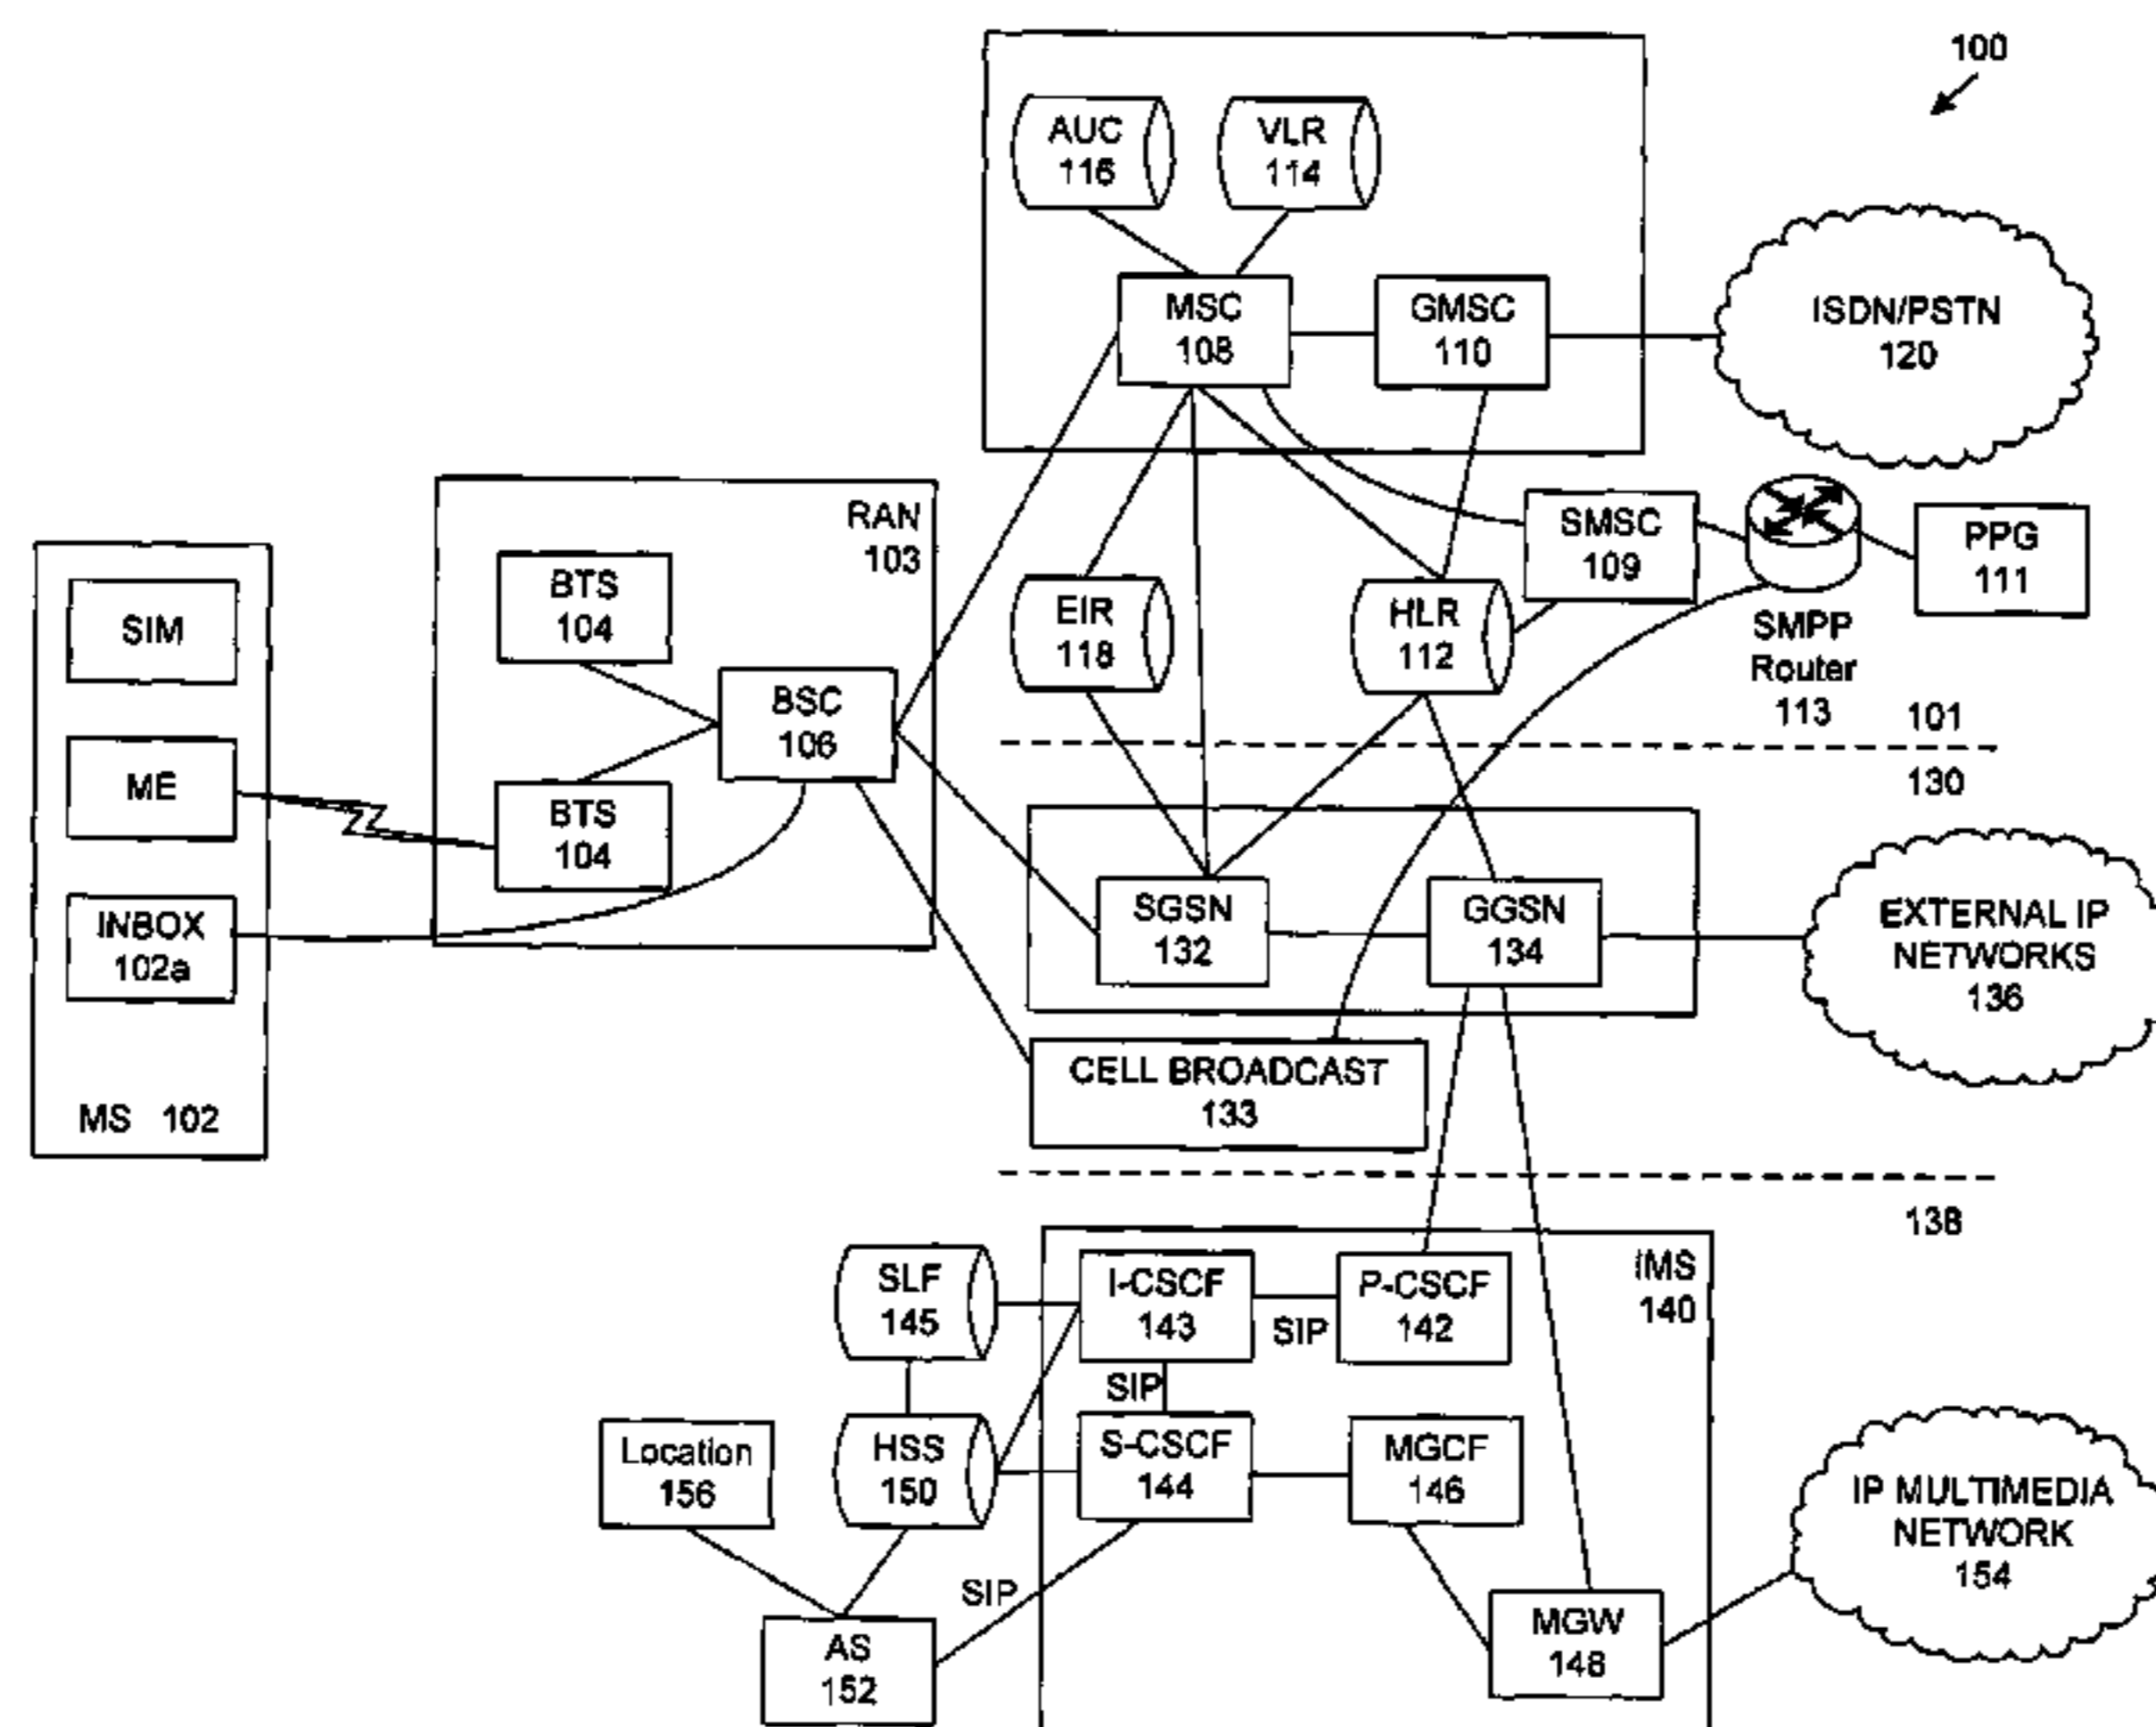 100
AUC
116
VLR
114
MSC
108
GMSC
110
ISDN/PSTN
120
RAN
103
SMSC
109
PPG
111
SMPP
Router
113
BTS
104
SIM
EIR
118
HLR
112
BSC
106
101
130
ME
BTS
104
INBOX
102a
SGSN
132
GGSN
134
EXTERNAL IP
NETWORKS
136
CELL BROADCAST
133
MS 102
138
IMS
140
SLF
145
I-CSCF
143
SIP
P-CSCF
142
SIP
Location
156
HSS
150
S-CSCF
144
MGCF
146
IP MULTIMEDIA
NETWORK
154
SIP
AS
152
MGW
148